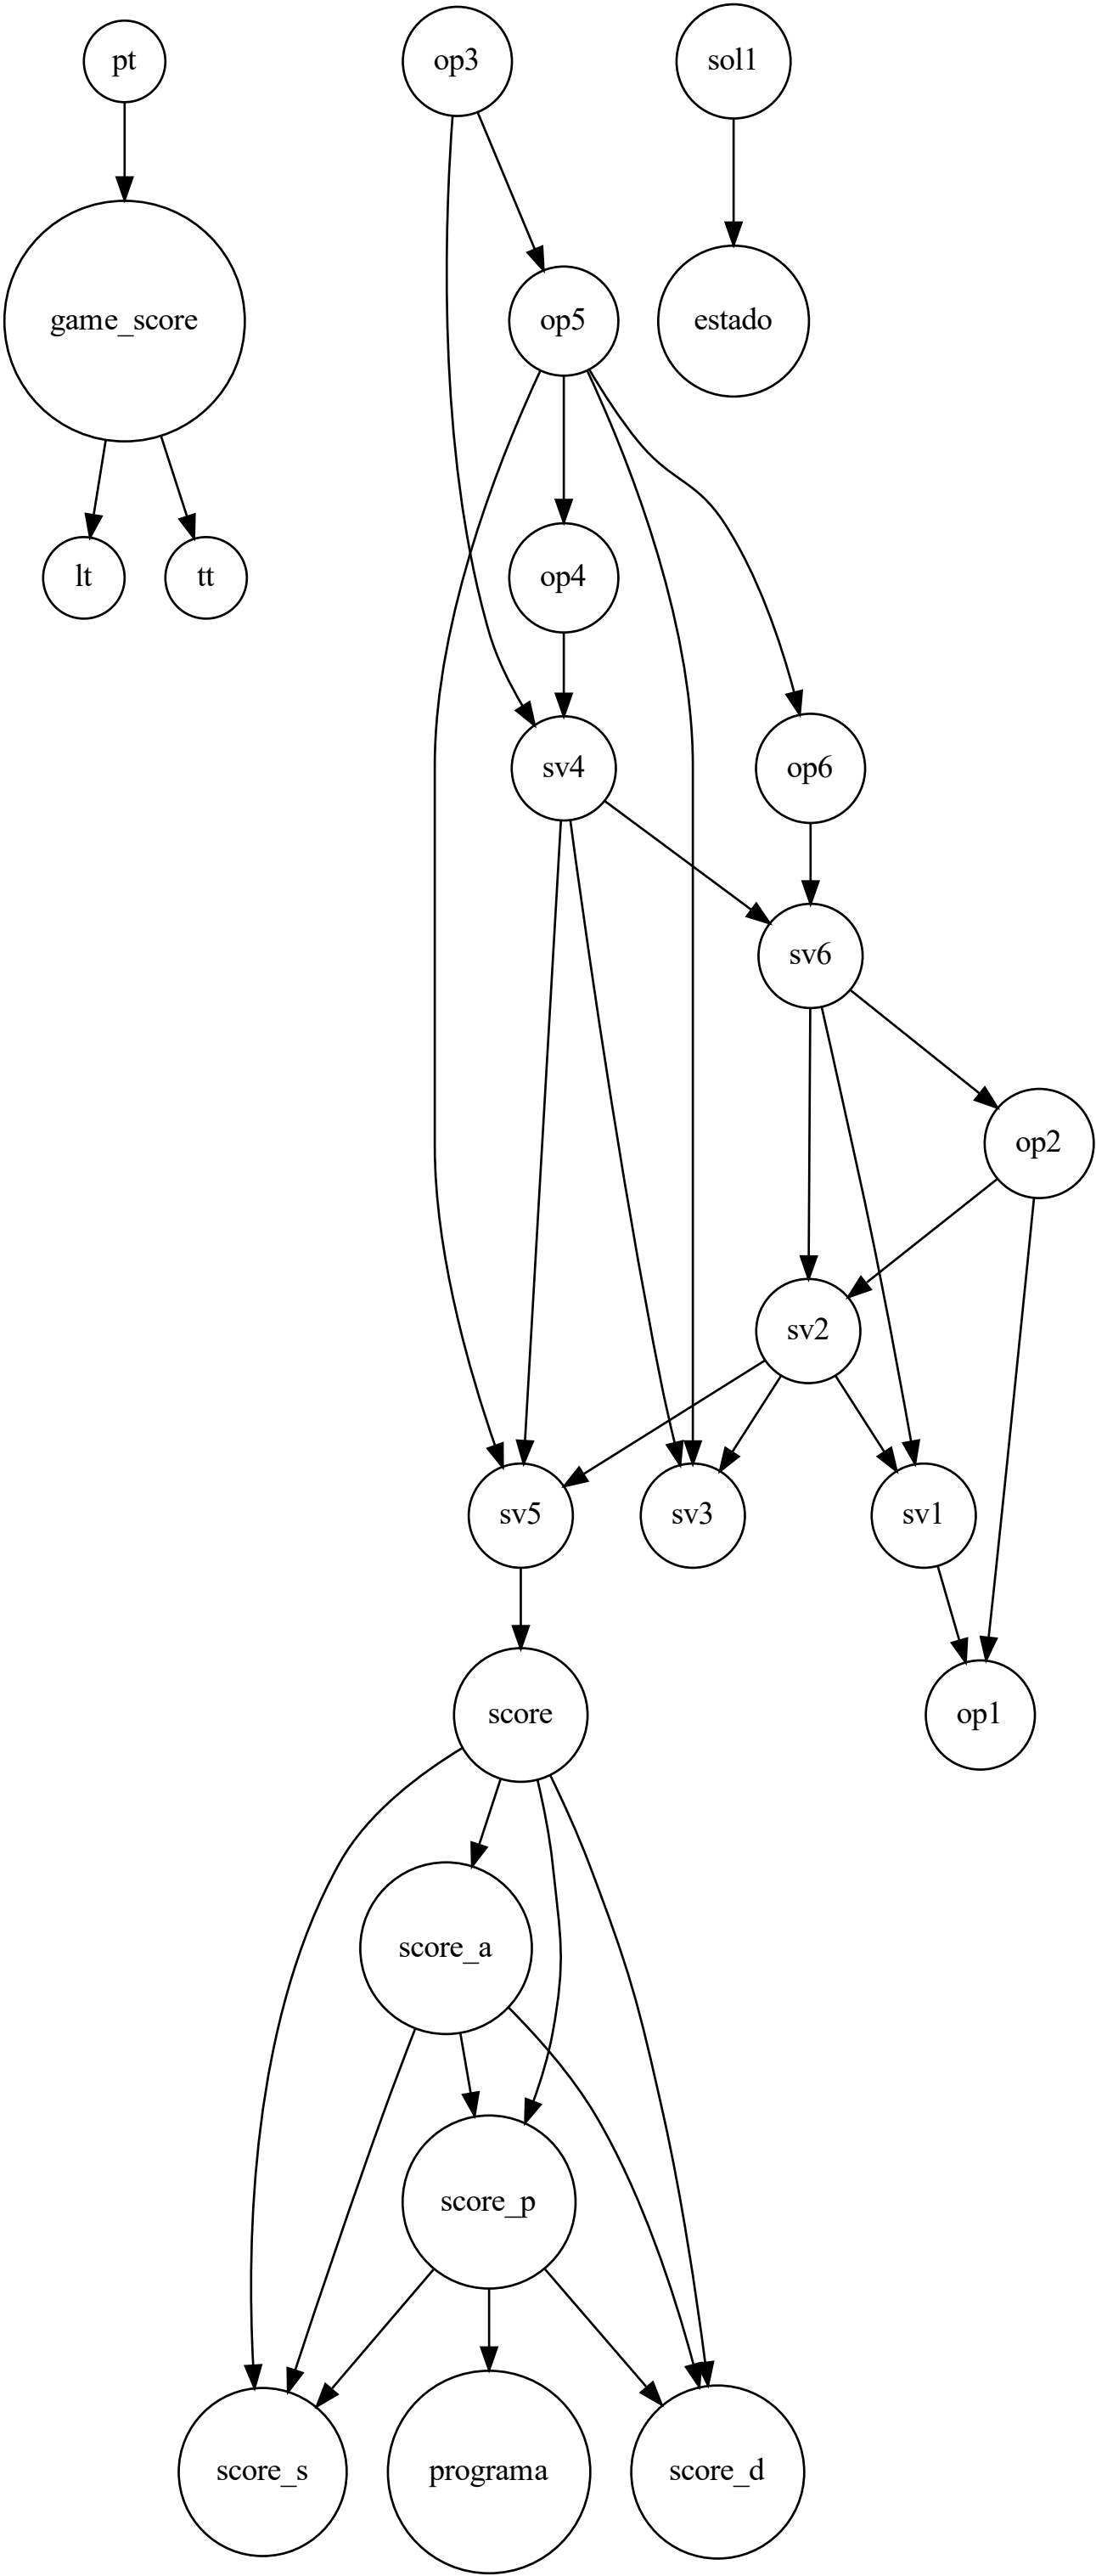 pt
op3
sol1
game_score
op5
estado
lt
tt
op4
sv4
op6
sv6
op2
sv2
sv5
sv3
sv1
score
op1
score_a
score_p
score_s
programa
score_d